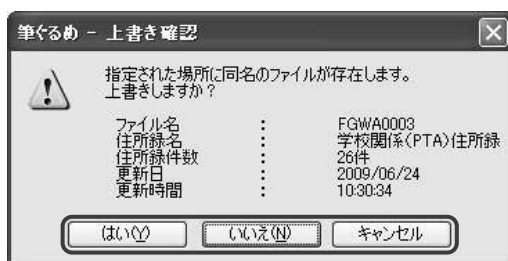 筆ぐるめ - 上書き確認
指定された場所に同名のファイルが存在します。
上書きしますか？
ファイル名 : FGWA0003
住所録名 : 学校関係(PTA)住所録
住所録件数 : 26件
更新日 : 2009/06/24
更新時間 : 10:30:34
はい(Y) いいえ(N) キャンセル